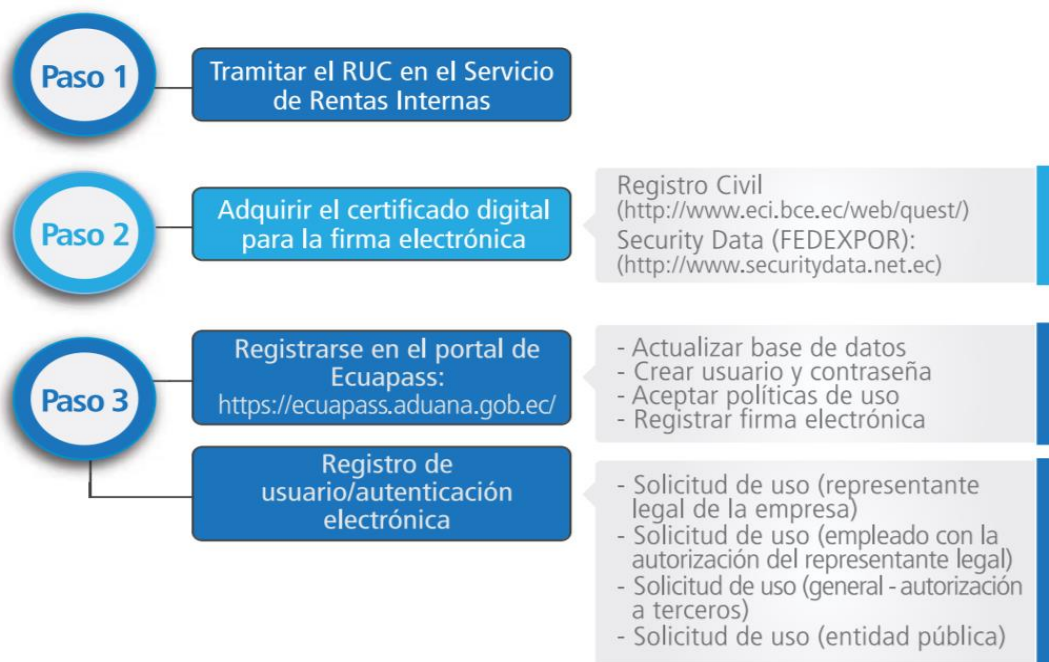 Paso 1
Tramitar el RUC en el Servicio
de Rentas Internas
Paso 2
Adquirir el certificado digital
para la firma electrónica
Registro Civil
(http://www.eci.bce.ec/web/quest/)
Security Data (FEDEXPOR):
(http://www.securitydata.net.ec)
Paso 3
Registrarse en el portal de
Ecuapass:
https://ecuapass.aduana.gob.ec/
- Actualizar base de datos
- Crear usuario y contraseña
- Aceptar políticas de uso
- Registrar firma electrónica
Registro de
usuario/autenticación
electrónica
- Solicitud de uso (representante
legal de la empresa)
- Solicitud de uso (empleado con la
autorización del representante legal)
- Solicitud de uso (general - autorización
a terceros)
- Solicitud de uso (entidad pública)